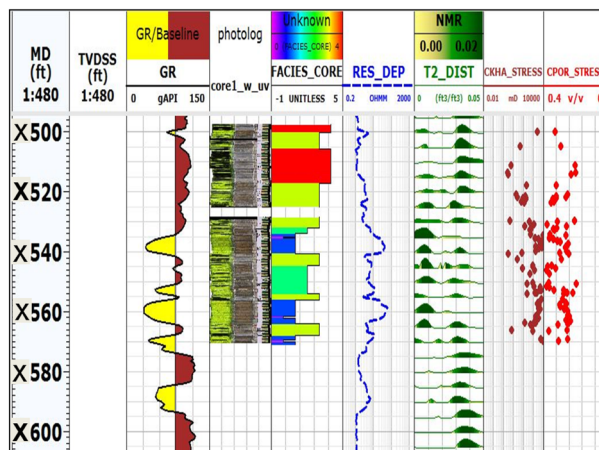 MD
(ft)
1:480
TVDSS
(ft)
1:480
GR/Baseline
GR
0 gAPI 150
photolog
core1_w_uv
Unknown
0 (FACIES_CORE) 4
FACIES_CORE
-1 UNITLESS 5
RES_DEP
0.2 OHMM 2000
NMR
0.00 0.02
T2_DIST
0 (ft3/ft3) 0.05
CKHA_STRESS
0.01 mD 10000
CPOR_STRES
0.4 v/v
X500
X520
X540
X560
X580
X600